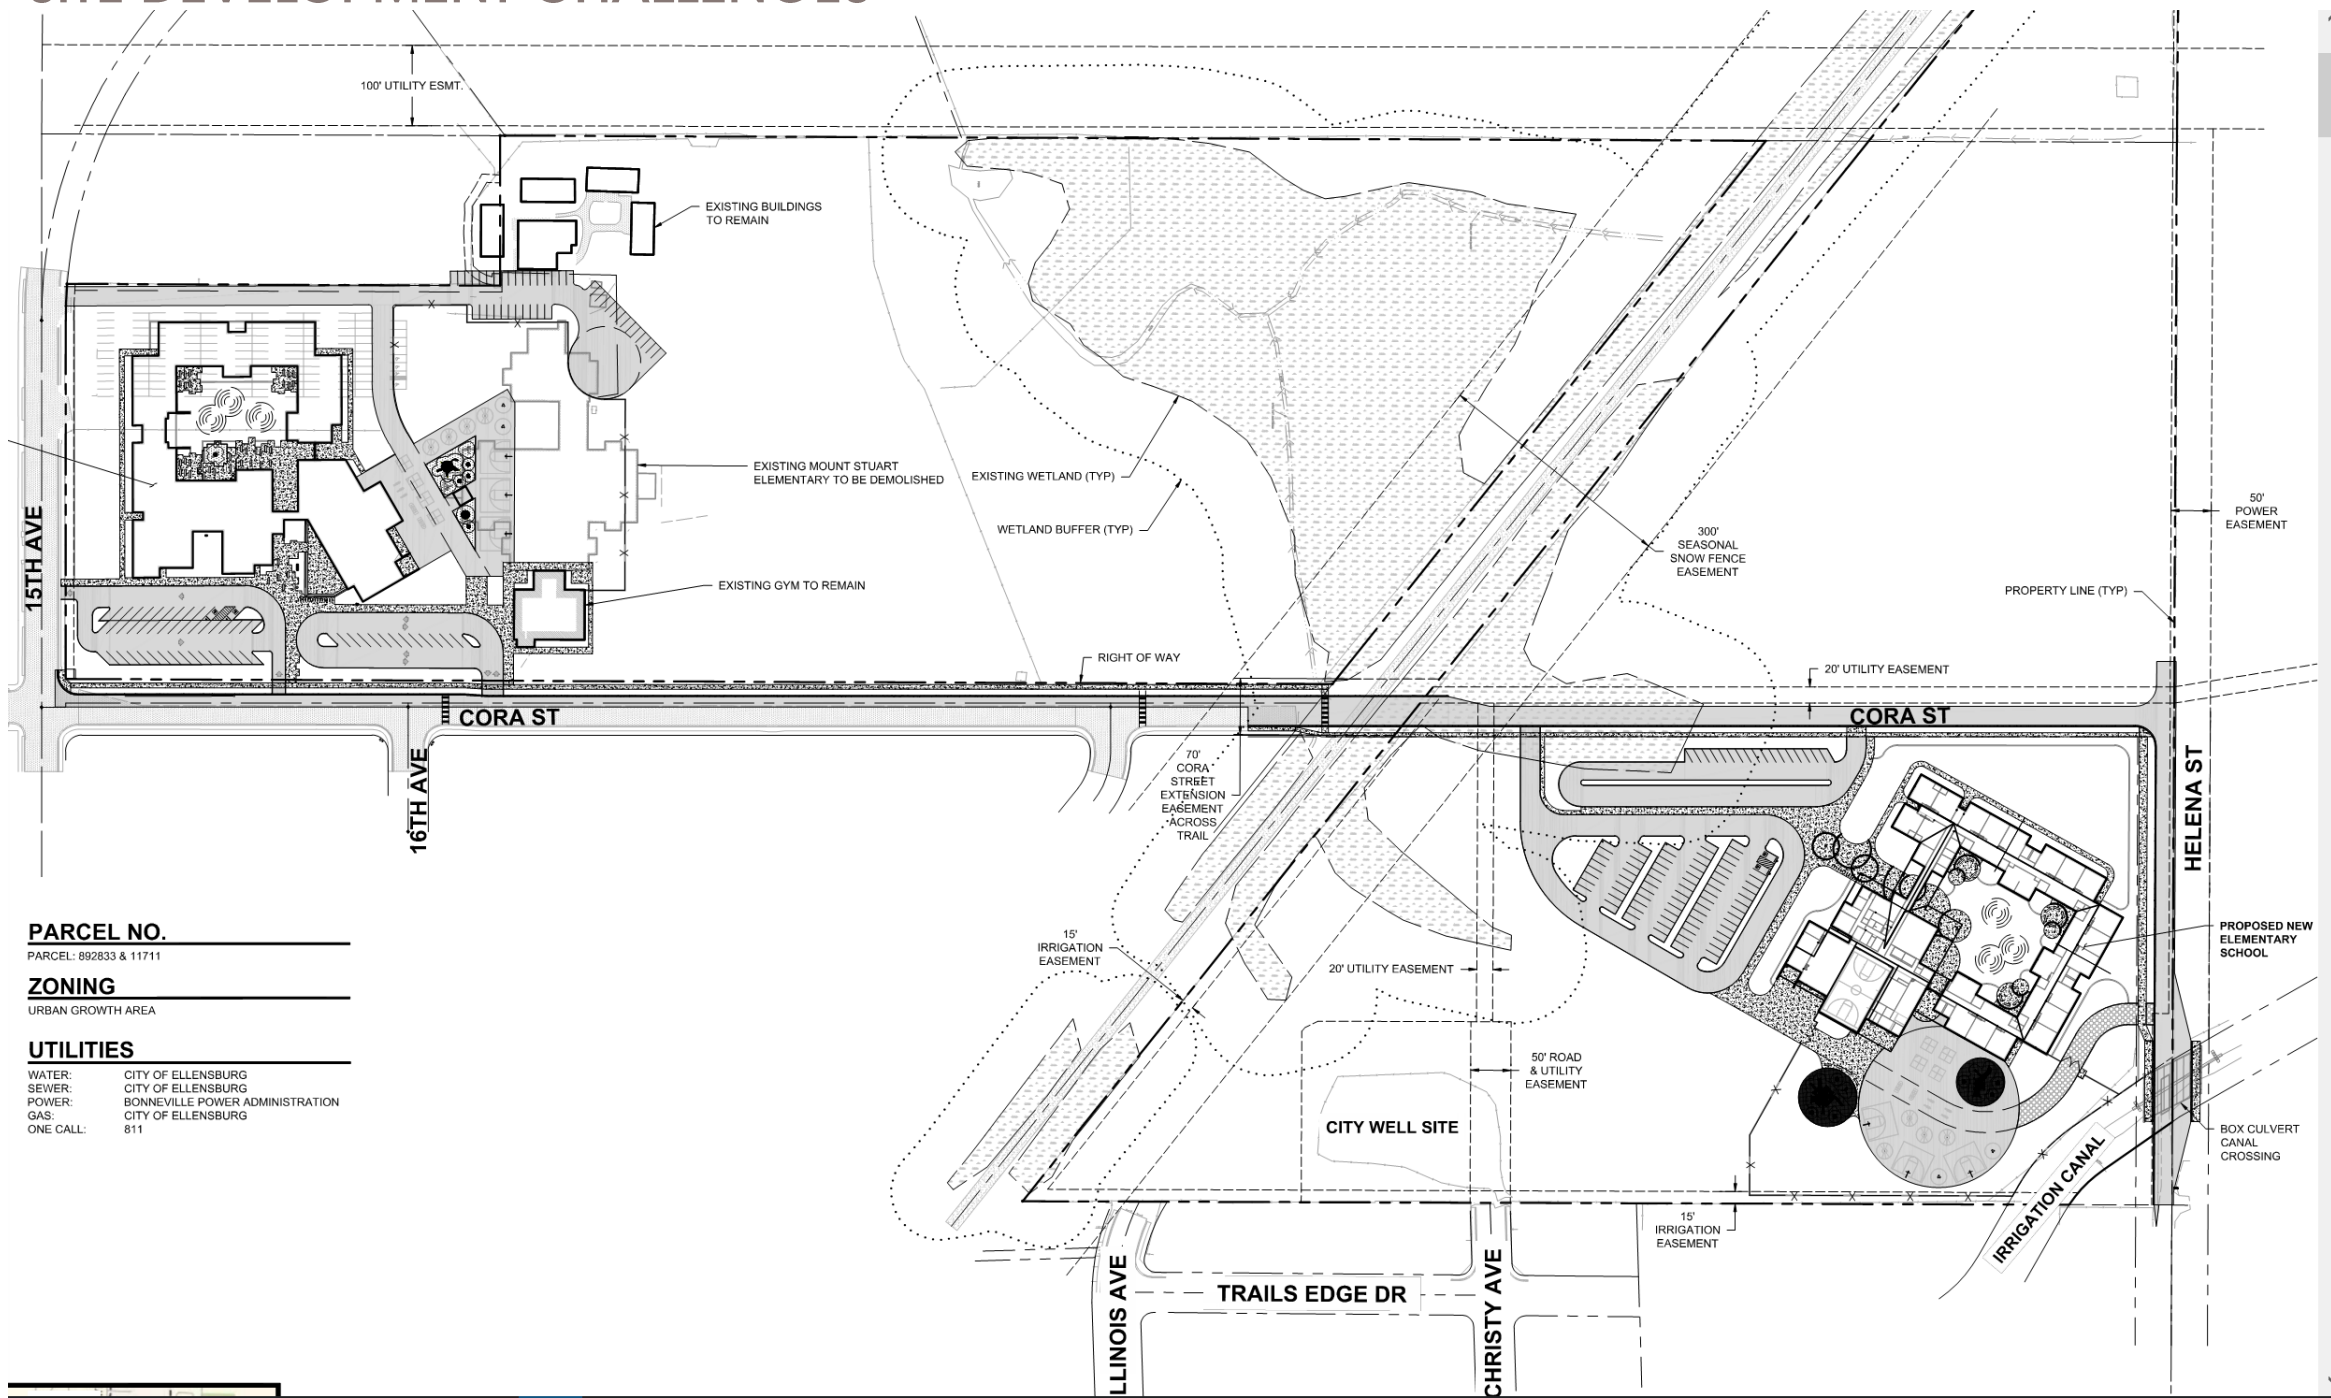 SITE DEVELOPMENT CHALLENGES
100' UTILITY ESMT.
EXISTING BUILDINGS
TO REMAIN
EXISTING MOUNT STUART
ELEMENTARY TO BE DEMOLISHED
EXISTING WETLAND (TYP)
WETLAND BUFFER (TYP)
300'
SEASONAL
SNOW FENCE
EASEMENT
50'
POWER
EASEMENT
PROPERTY LINE (TYP)
EXISTING GYM TO REMAIN
15TH AVE
RIGHT OF WAY
20' UTILITY EASEMENT
CORA ST
CORA ST
16TH AVE
70'
CORA
STREET
EXTENSION
EASEMENT
ACROSS
TRAIL
HELENA ST
PARCEL NO.
PARCEL: 892833 & 11711
ZONING
URBAN GROWTH AREA
UTILITIES
WATER: CITY OF ELLENSBURG
SEWER: CITY OF ELLENSBURG
POWER: BONNEVILLE POWER ADMINISTRATION
GAS: CITY OF ELLENSBURG
ONE CALL: 811
15'
IRRIGATION
EASEMENT
20' UTILITY EASEMENT
PROPOSED NEW
ELEMENTARY
SCHOOL
50' ROAD
& UTILITY
EASEMENT
CITY WELL SITE
BOX CULVERT
CANAL
CROSSING
IRRIGATION CANAL
15'
IRRIGATION
EASEMENT
ILLINOIS AVE
TRAILS EDGE DR
CHRISTY AVE